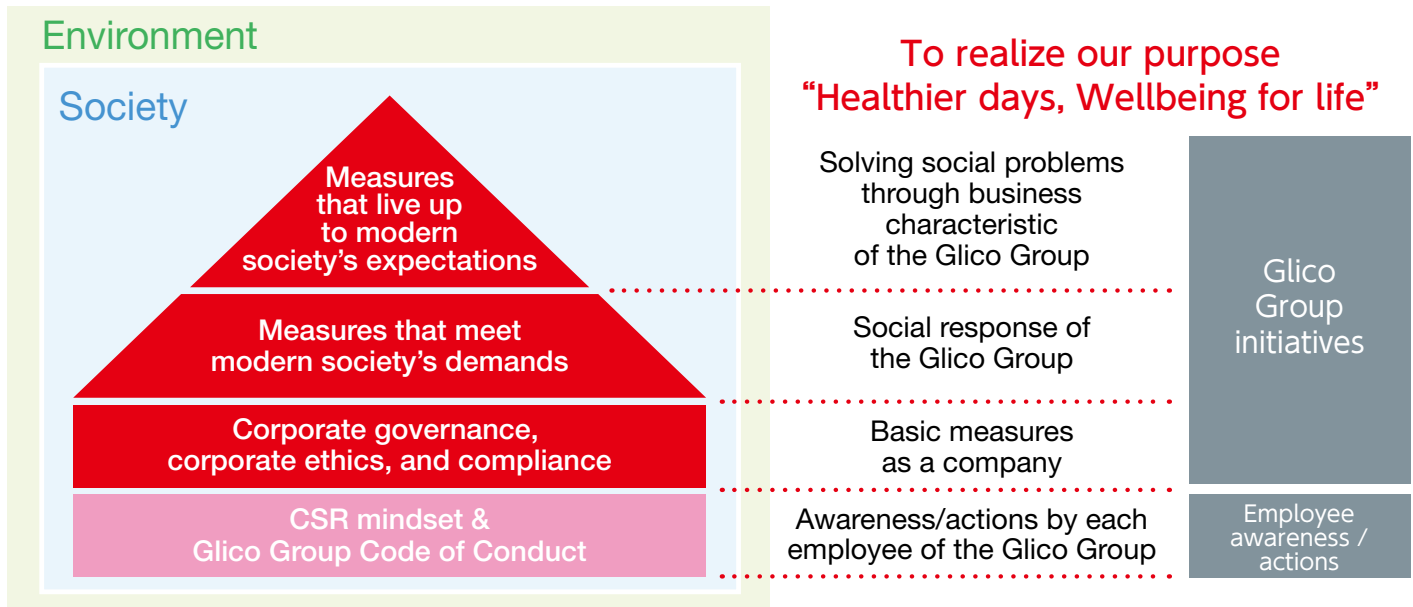 Environment
Society
Measures
that live up
to modern
society’s expectations
Measures that meet
modern society’s demands
Corporate governance,
corporate ethics, and compliance
CSR mindset &
Glico Group Code of Conduct
To realize our purpose
“Healthier days, Wellbeing for life”
Solving social problems
through business
characteristic
of the Glico Group
Social response of
the Glico Group
Basic measures
as a company
Awareness/actions by each
employee of the Glico Group
Glico
Group
initiatives
Employee
awareness /
actions